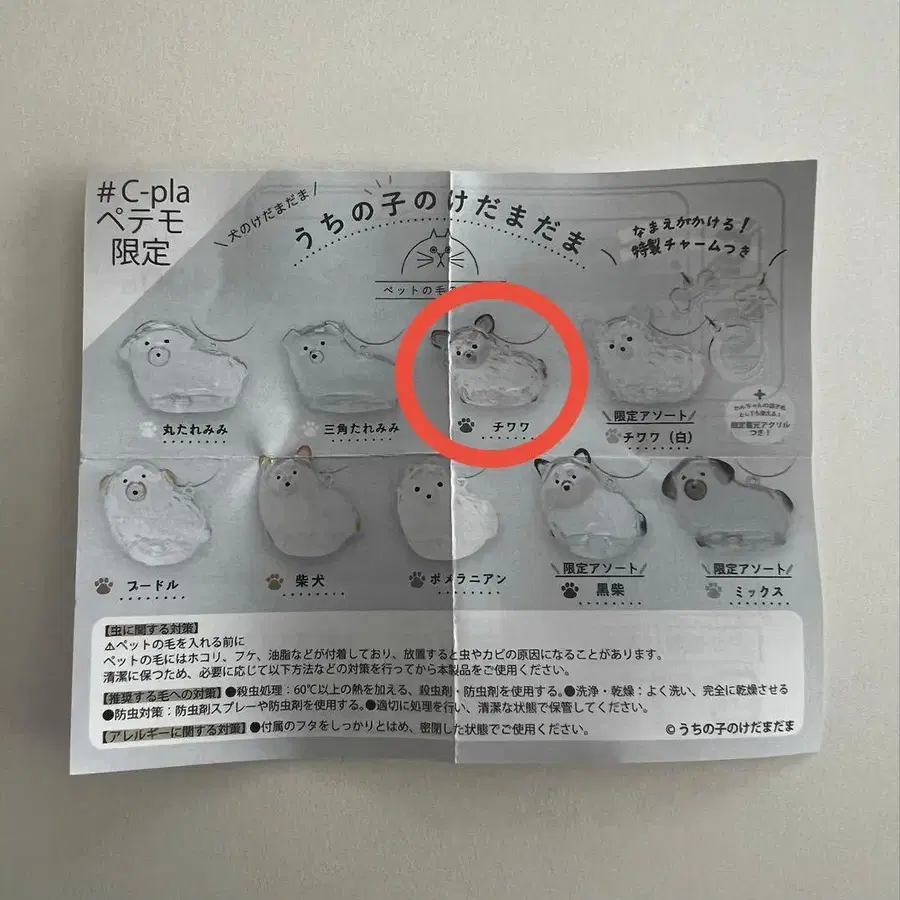 #C-pla
ペテモ
限定
\犬のけだまだま/
うちの子のけだまだま
なまえがかける!
特製チャームつき
ペットの毛
丸たれみみ
三角たれみみ
チワワ
\限定アソート/
チワワ(白)
+
つき!
プードル
柴犬
ポメラニアン
\限定アソート/
黒柴
\限定アソート/
ミックス
【虫に関する対策】
⚠ペットの毛を入れる前に
ペットの毛にはホコリ、フケ、油脂などが付着しており、放置すると虫やカビの原因になることがあります。
清潔に保つため、必要に応じて以下方法などの対策を行ってから本製品をご使用ください。
【推奨する毛への対策】●殺虫処理:60℃以上の熱を加える、殺虫剤・防虫剤を使用する。●洗浄・乾燥:よく洗い、完全に乾燥させる
●防虫対策:防虫剤スプレーや防虫剤を使用する。●適切に処理を行い、清潔な状態で保管してください。
【アレルギーに関する対策】●付属のフタをしっかりとはめ、密閉した状態でご使用ください。
©うちの子のけだまだま